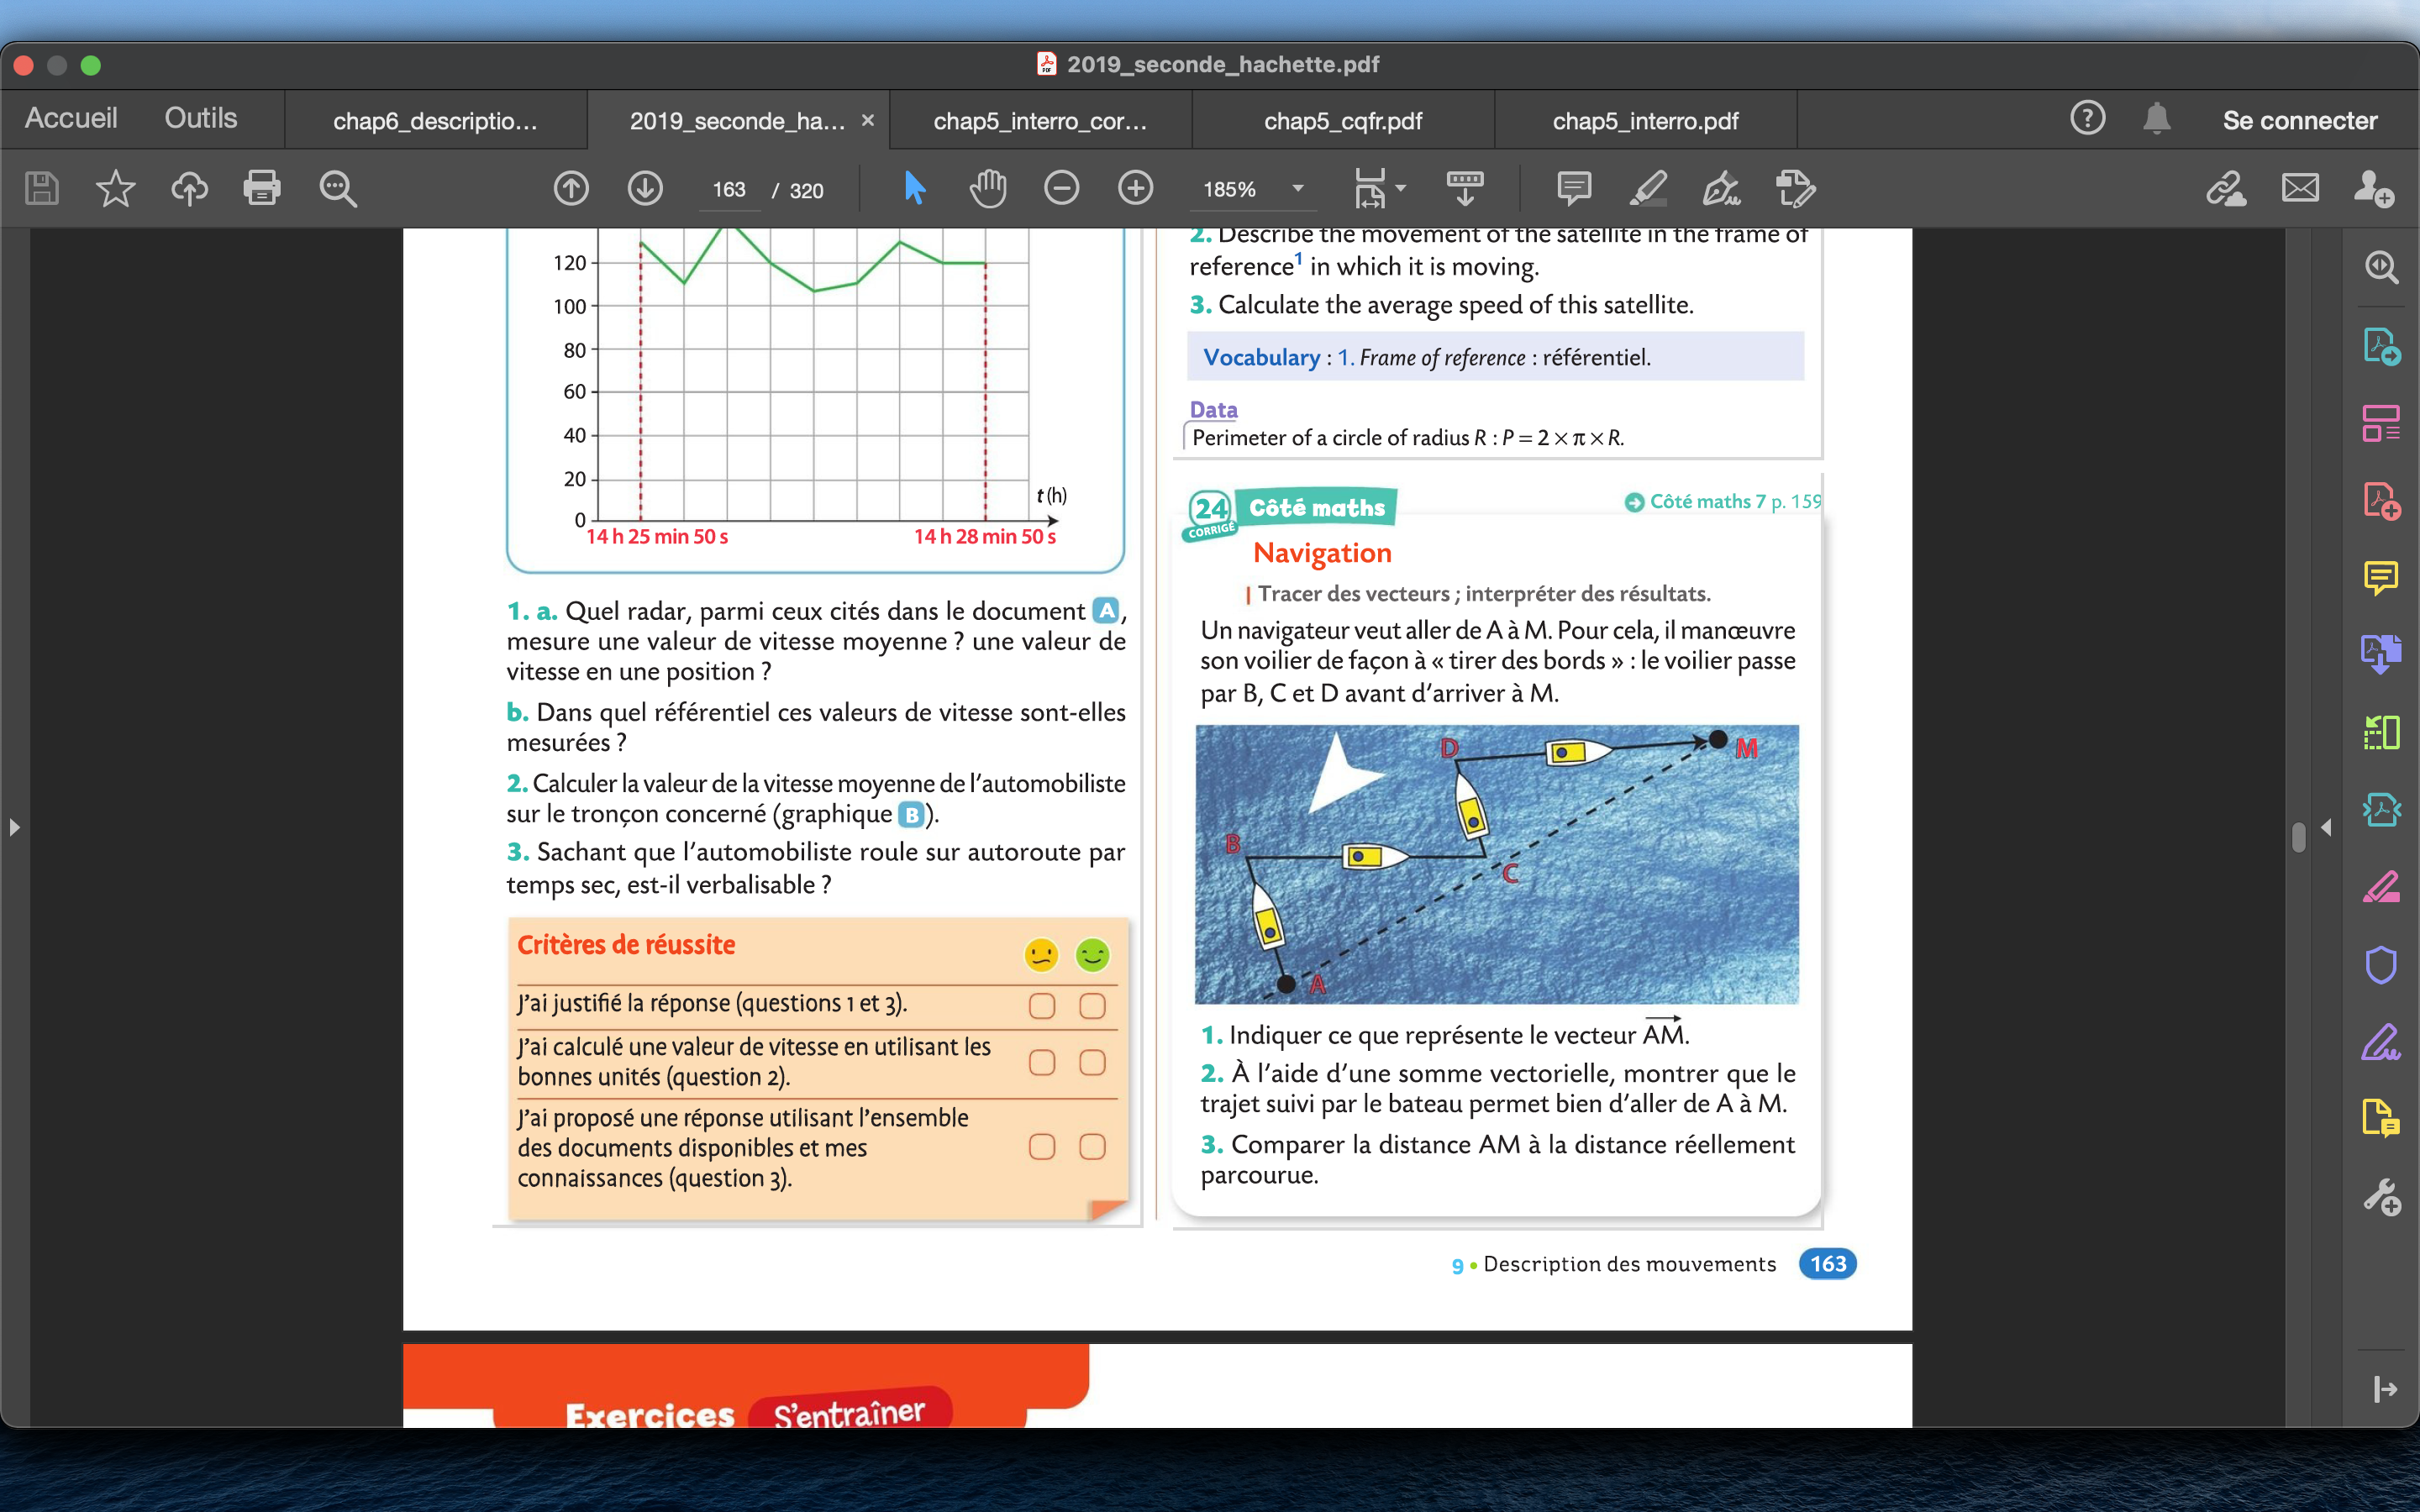 2019_seconde_hachette.pdf
Accueil
Outils
chap6_descriptio...
2019_seconde_ha... ×
chap5_interro_cor...
chap5_cqfr.pdf
chap5_interro.pdf
Se connecter
163 / 320
185%
120
100
80
60
40
20
0
t (h)
14 h 25 min 50 s
14 h 28 min 50 s
1. a. Quel radar, parmi ceux cités dans le document A,
mesure une valeur de vitesse moyenne ? une valeur de
vitesse en une position ?
b. Dans quel référentiel ces valeurs de vitesse sont-elles
mesurées ?
2. Calculer la valeur de la vitesse moyenne de l'automobiliste
sur le tronçon concerné (graphique B).
3. Sachant que l'automobiliste roule sur autoroute par
temps sec, est-il verbalisable ?
Critères de réussite
J'ai justifié la réponse (questions 1 et 3).
J'ai calculé une valeur de vitesse en utilisant les
bonnes unités (question 2).
J'ai proposé une réponse utilisant l'ensemble
des documents disponibles et mes
connaissances (question 3).
2. Describe the movement of the satellite in the frame of
reference1 in which it is moving.
3. Calculate the average speed of this satellite.
Vocabulary : 1. Frame of reference : référentiel.
Data
Perimeter of a circle of radius R : P = 2 × π × R.
24
CORRIGÉ
Côté maths
Côté maths 7 p. 159
Navigation
Tracer des vecteurs ; interpréter des résultats.
Un navigateur veut aller de A à M. Pour cela, il manœuvre
son voilier de façon à « tirer des bords » : le voilier passe
par B, C et D avant d'arriver à M.
D
M
B
C
A
1. Indiquer ce que représente le vecteur AM.
2. À l'aide d'une somme vectorielle, montrer que le
trajet suivi par le bateau permet bien d'aller de A à M.
3. Comparer la distance AM à la distance réellement
parcourue.
9 • Description des mouvements 163
Exercices S'entraîner